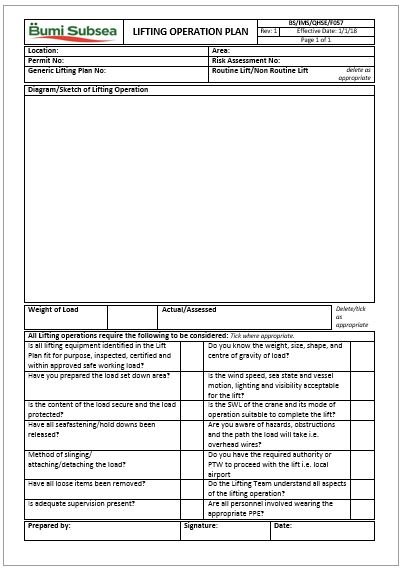 Bumi Subsea
LIFTING OPERATION PLAN
BS/IMS/QHSE/F057
Rev: 1 Effective Date: 1/1/18
Page 1 of 1
Location: Area:
Permit No: Risk Assessment No:
Generic Lifting Plan No: Routine Lift/Non Routine Lift delete as
appropriate
Diagram/Sketch of Lifting Operation
Weight of Load Actual/Assessed Delete/tick
as
appropriate
All Lifting operations require the following to be considered: Tick where appropriate.
Is all lifting equipment identified in the Lift
Plan fit for purpose, inspected, certified and
within approved safe working load?
Do you know the weight, size, shape, and
centre of gravity of load?
Have you prepared the load set down area?
Is the wind speed, sea state and vessel
motion, lighting and visibility acceptable
for the lift?
Is the content of the load secure and the load
protected?
Is the SWL of the crane and its mode of
operation suitable to complete the lift?
Have all seafastening/hold downs been
released?
Are you aware of hazards, obstructions
and the path the load will take i.e.
overhead wires?
Method of slinging/
attaching/detaching the load?
Do you have the required authority or
PTW to proceed with the lift i.e. local
airport
Have all loose items been removed?
Do the Lifting Team understand all aspects
of the lifting operation?
Is adequate supervision present?
Are all personnel involved wearing the
appropriate PPE?
Prepared by: Signature: Date: